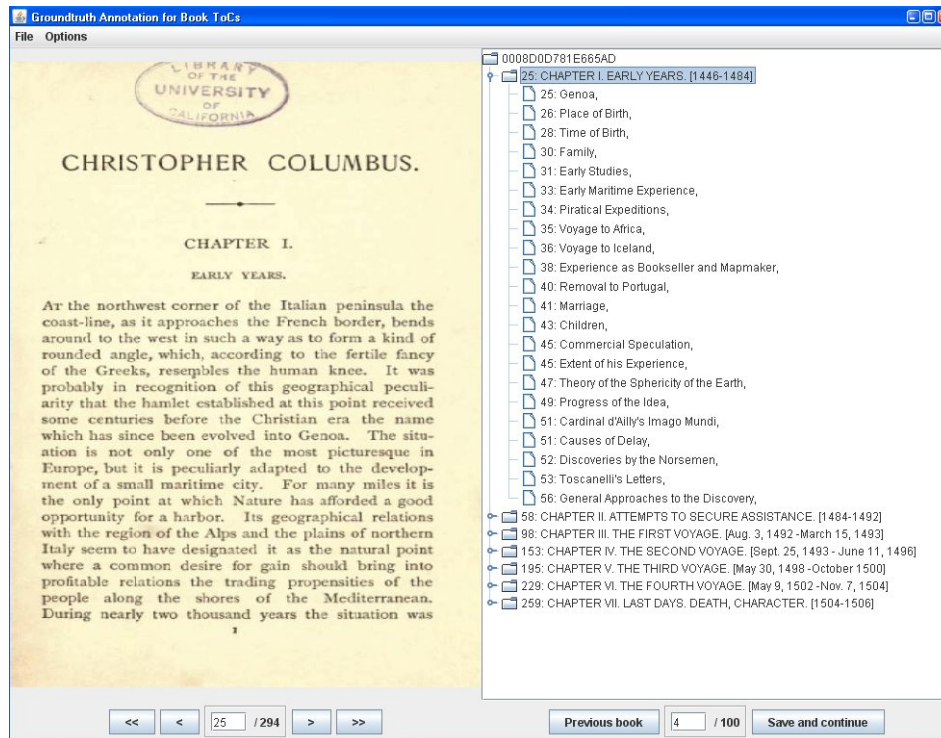 Groundtruth Annotation for Book ToCs
File Options
LIBRARY
OF THE
UNIVERSITY
OF
CALIFORNIA
CHRISTOPHER COLUMBUS.
CHAPTER I.
EARLY YEARS.
At the northwest corner of the Italian peninsula the
coast-line, as it approaches the French border, bends
around to the west in such a way as to form a kind of
rounded angle, which, according to the fertile fancy
of the Greeks, resembles the human knee. It was
probably in recognition of this geographical peculi-
arity that the hamlet established at this point received
some centuries before the Christian era the name
which has since been evolved into Genoa. The situ-
ation is not only one of the most picturesque in
Europe, but it is peculiarly adapted to the develop-
ment of a small maritime city. For many miles it is
the only point at which Nature has afforded a good
opportunity for a harbor. Its geographical relations
with the region of the Alps and the plains of northern
Italy seem to have designated it as the natural point
where a common desire for gain should bring into
profitable relations the trading propensities of the
people along the shores of the Mediterranean.
During nearly two thousand years the situation was
1
0008D0D781E665AD
25: CHAPTER I. EARLY YEARS. [1446-1484]
25: Genoa,
26: Place of Birth,
28: Time of Birth,
30: Family,
31: Early Studies,
33: Early Maritime Experience,
34: Piratical Expeditions,
35: Voyage to Africa,
36: Voyage to Iceland,
38: Experience as Bookseller and Mapmaker,
40: Removal to Portugal,
41: Marriage,
43: Children,
45: Commercial Speculation,
45: Extent of his Experience,
47: Theory of the Sphericity of the Earth,
49: Progress of the Idea,
51: Cardinal d'Ailly's Imago Mundi,
51: Causes of Delay,
52: Discoveries by the Norsemen,
53: Toscanelli's Letters,
56: General Approaches to the Discovery,
58: CHAPTER II. ATTEMPTS TO SECURE ASSISTANCE. [1484-1492]
98: CHAPTER III. THE FIRST VOYAGE. [Aug. 3, 1492 -March 15, 1493]
153: CHAPTER IV. THE SECOND VOYAGE. [Sept. 25, 1493 - June 11, 1496]
195: CHAPTER V. THE THIRD VOYAGE. [May 30, 1498 -October 1500]
229: CHAPTER VI. THE FOURTH VOYAGE. [May 9, 1502 -Nov. 7, 1504]
259: CHAPTER VII. LAST DAYS. DEATH, CHARACTER. [1504-1506]
<< < 25 / 294 > >>
Previous book 4 / 100 Save and continue